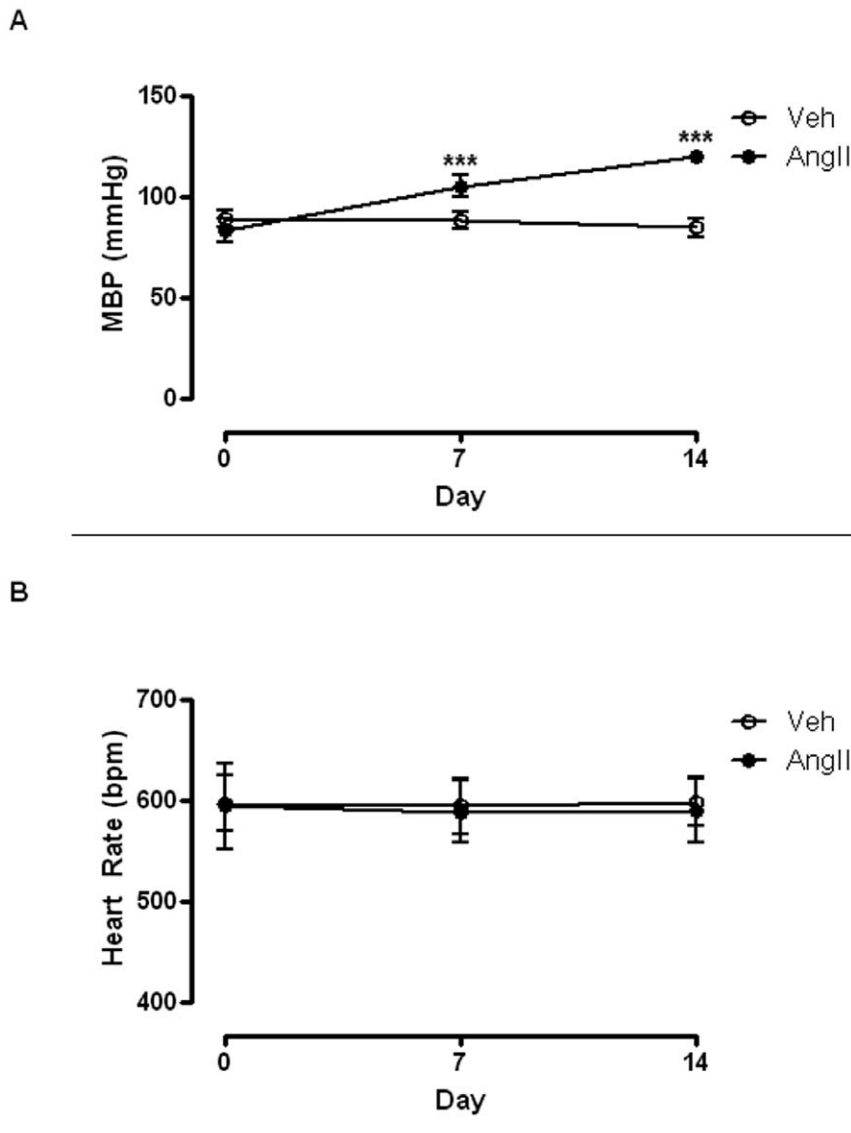 A
150
100
50
0
MBP (mmHg)
***
***
Veh
AngII
0 7 14
Day
B
700
600
500
400
Heart Rate (bpm)
Veh
AngII
0 7 14
Day